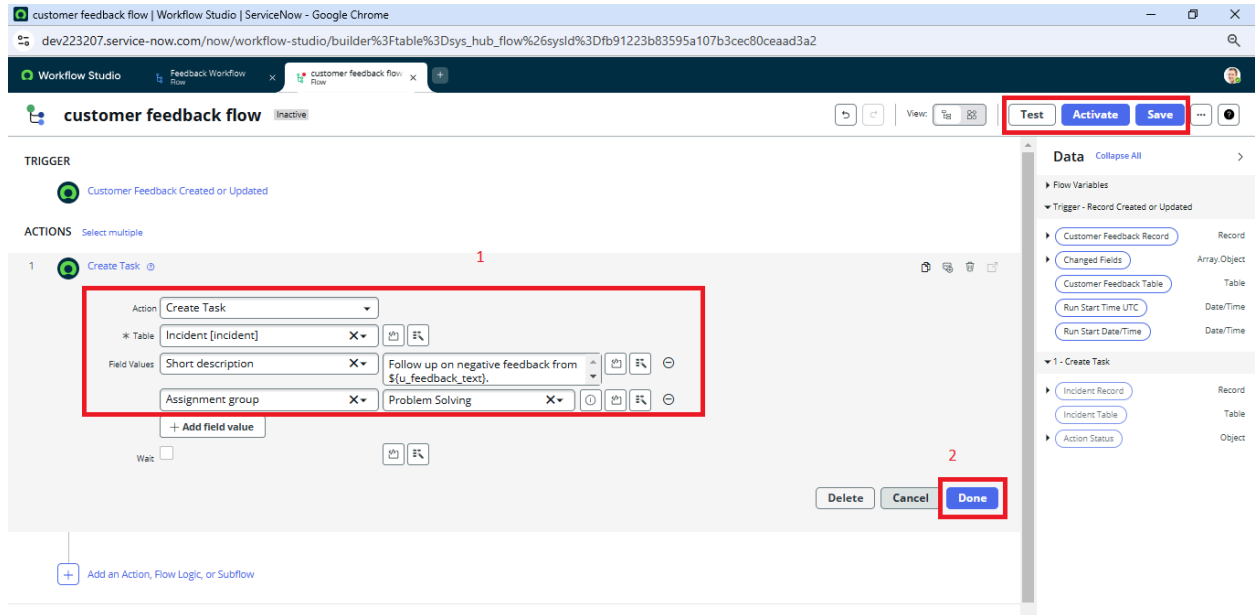 customer feedback flow | Workflow Studio | ServiceNow - Google Chrome
dev223207.service-now.com/now/workflow-studio/builder%3Ftable%3Dsys_hub_flow%26sysId%3Dfb91223b83595a107b3cec80ceaad3a2
Workflow Studio
Feedback Workflow
Flow
customer feedback flow
Flow
customer feedback flow Inactive
View:
Test Activate Save
TRIGGER
Customer Feedback Created or Updated
ACTIONS Select multiple
1 Create Task
1
Action Create Task
* Table Incident [incident]
Field Values Short description
Follow up on negative feedback from
${u_feedback_text}.
Assignment group Problem Solving
+ Add field value
Wait
2
Delete Cancel Done
Add an Action, Flow Logic, or Subflow
Data Collapse All
Flow Variables
Trigger - Record Created or Updated
Customer Feedback Record Record
Changed Fields Array.Object
Customer Feedback Table Table
Run Start Time UTC Date/Time
Run Start Date/Time Date/Time
1 - Create Task
Incident Record Record
Incident Table Table
Action Status Object